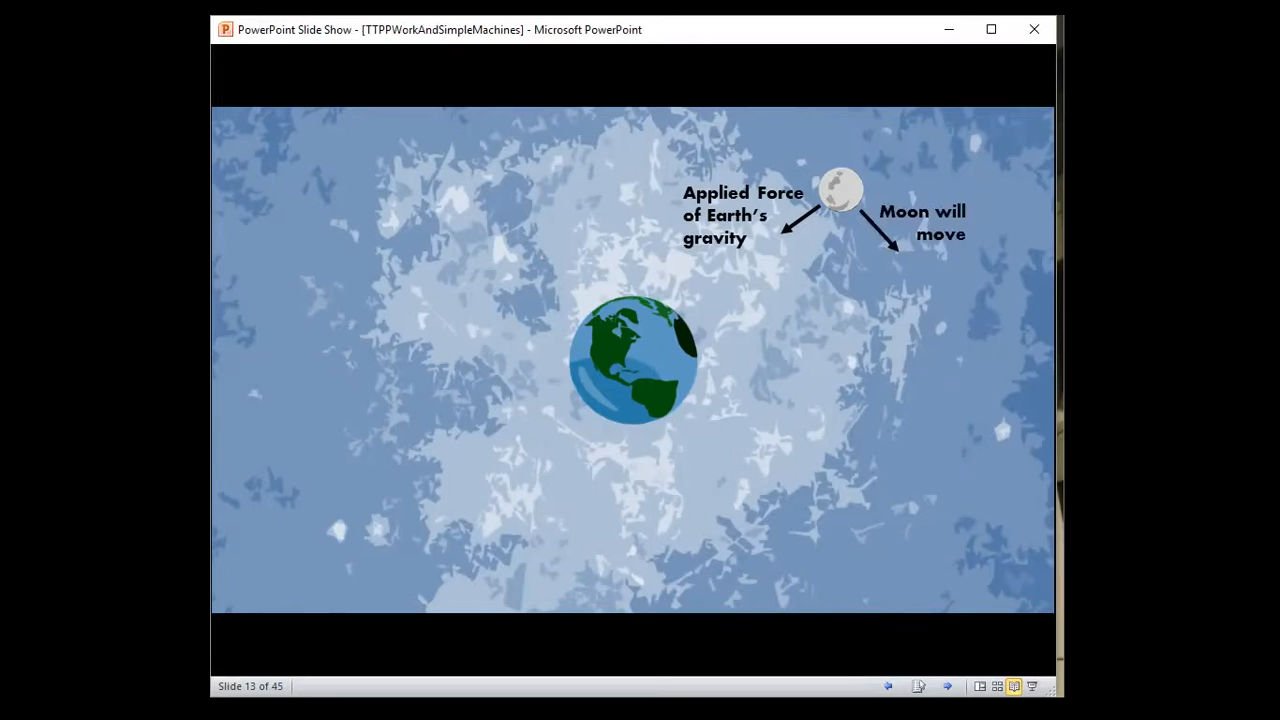 PowerPoint Slide Show - [TTPPWorkAndSimpleMachines] - Microsoft PowerPoint
Applied Force
of Earth's
gravity
Moon will
move
Slide 13 of 45